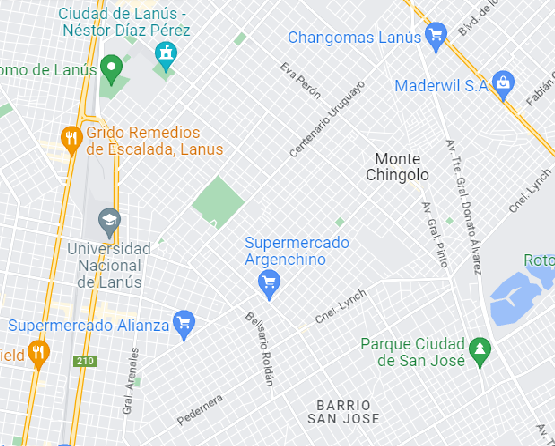 Ciudad de Lanús -
Néstor Díaz Pérez
Changomas Lanús
Blvd. de l
omo de Lanús
Eva Perón
Maderwil S.A
Fabián
Centenario Uruguayo
Grido Remedios
de Escalada, Lanus
Monte
Chingolo
Av. Tte. Gral. Donato Álvarez
Cnel. Lynch
Av. Gral. Pinto
Universidad
Nacional
de Lanús
Supermercado
Argenchino
Roto
Cnel. Lynch
Supermercado Alianza
Belisario Roldán
Parque Ciudad
de San José
ield
210
Gral. Arenales
Pedernera
BARRIO
SAN JOSE
Av. T